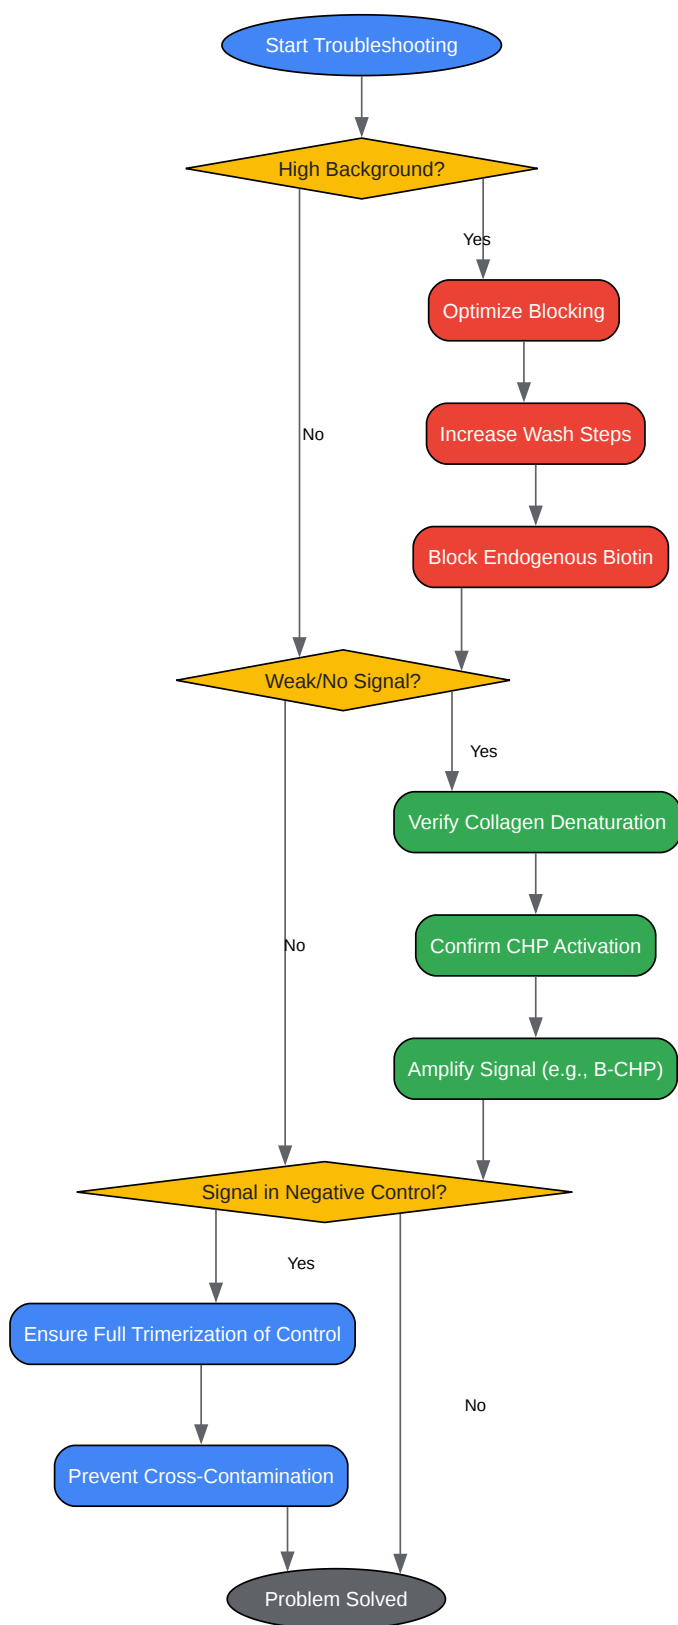 Start Troubleshooting
High Background?
Yes
Optimize Blocking
No
Increase Wash Steps
Block Endogenous Biotin
Weak/No Signal?
Yes
Verify Collagen Denaturation
No
Confirm CHP Activation
Amplify Signal (e.g., B-CHP)
Signal in Negative Control?
Yes
Ensure Full Trimerization of Control
No
Prevent Cross-Contamination
Problem Solved